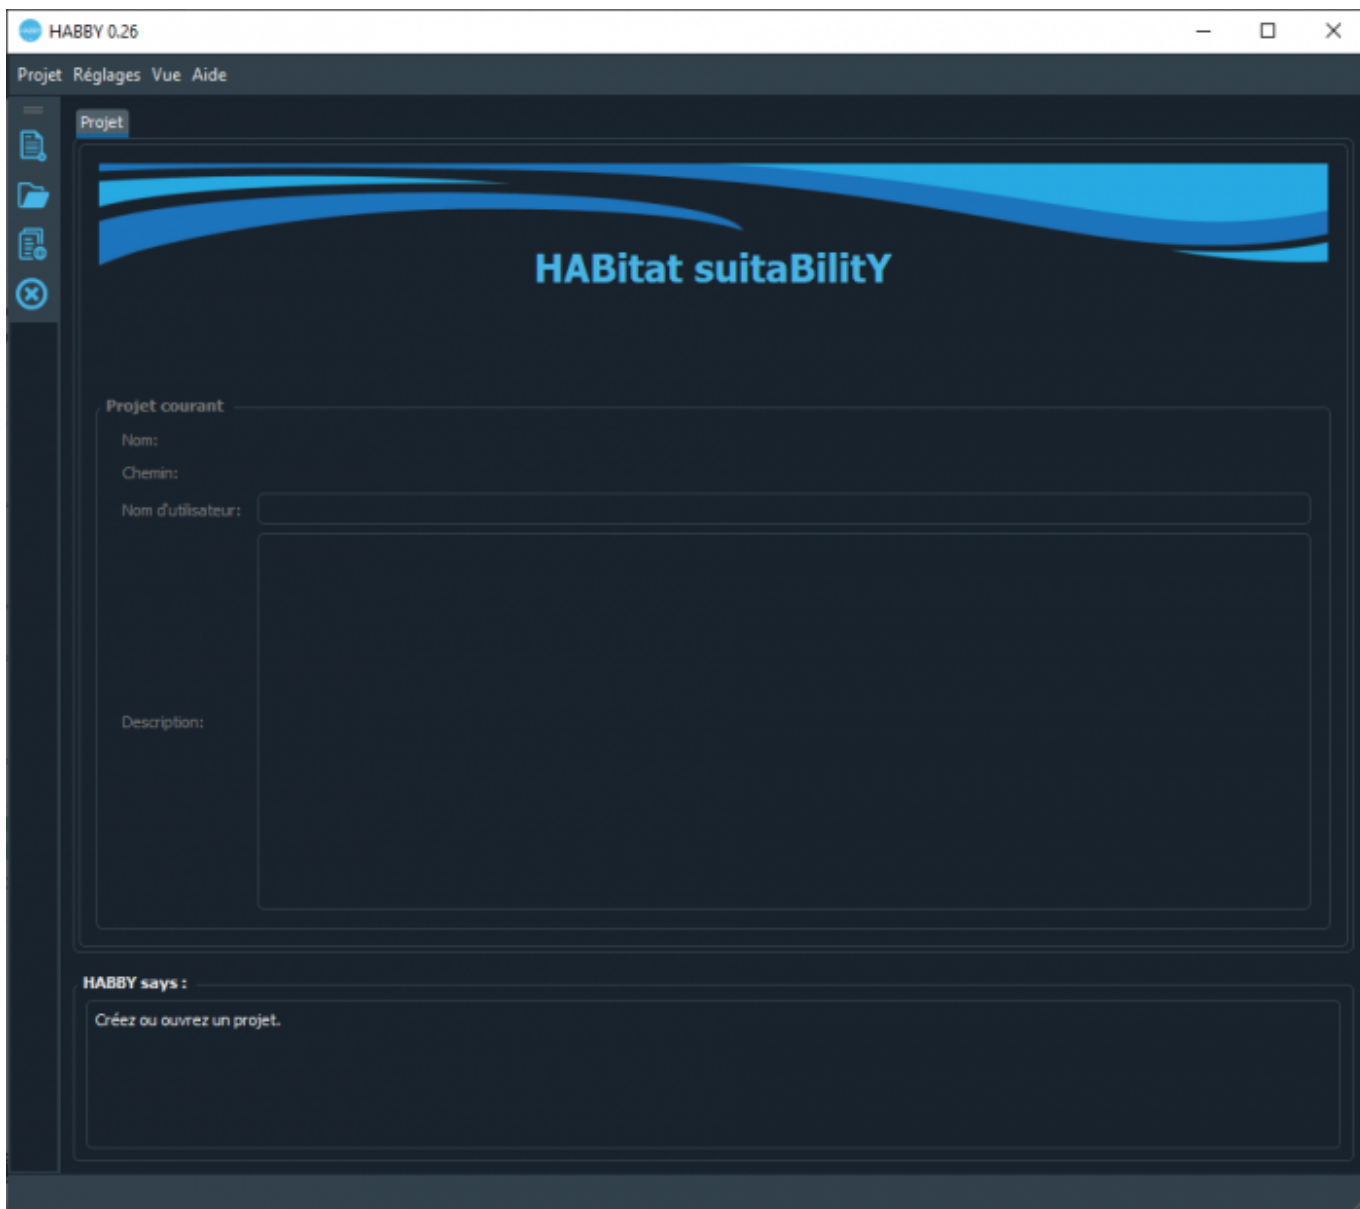 HABBY 0.26
Projet Réglages Vue Aide
Projet
HABitat suitaBilitY
Projet courant
Nom:
Chemin:
Nom d'utilisateur:
Description:
HABBY says :
Créez ou ouvrez un projet.